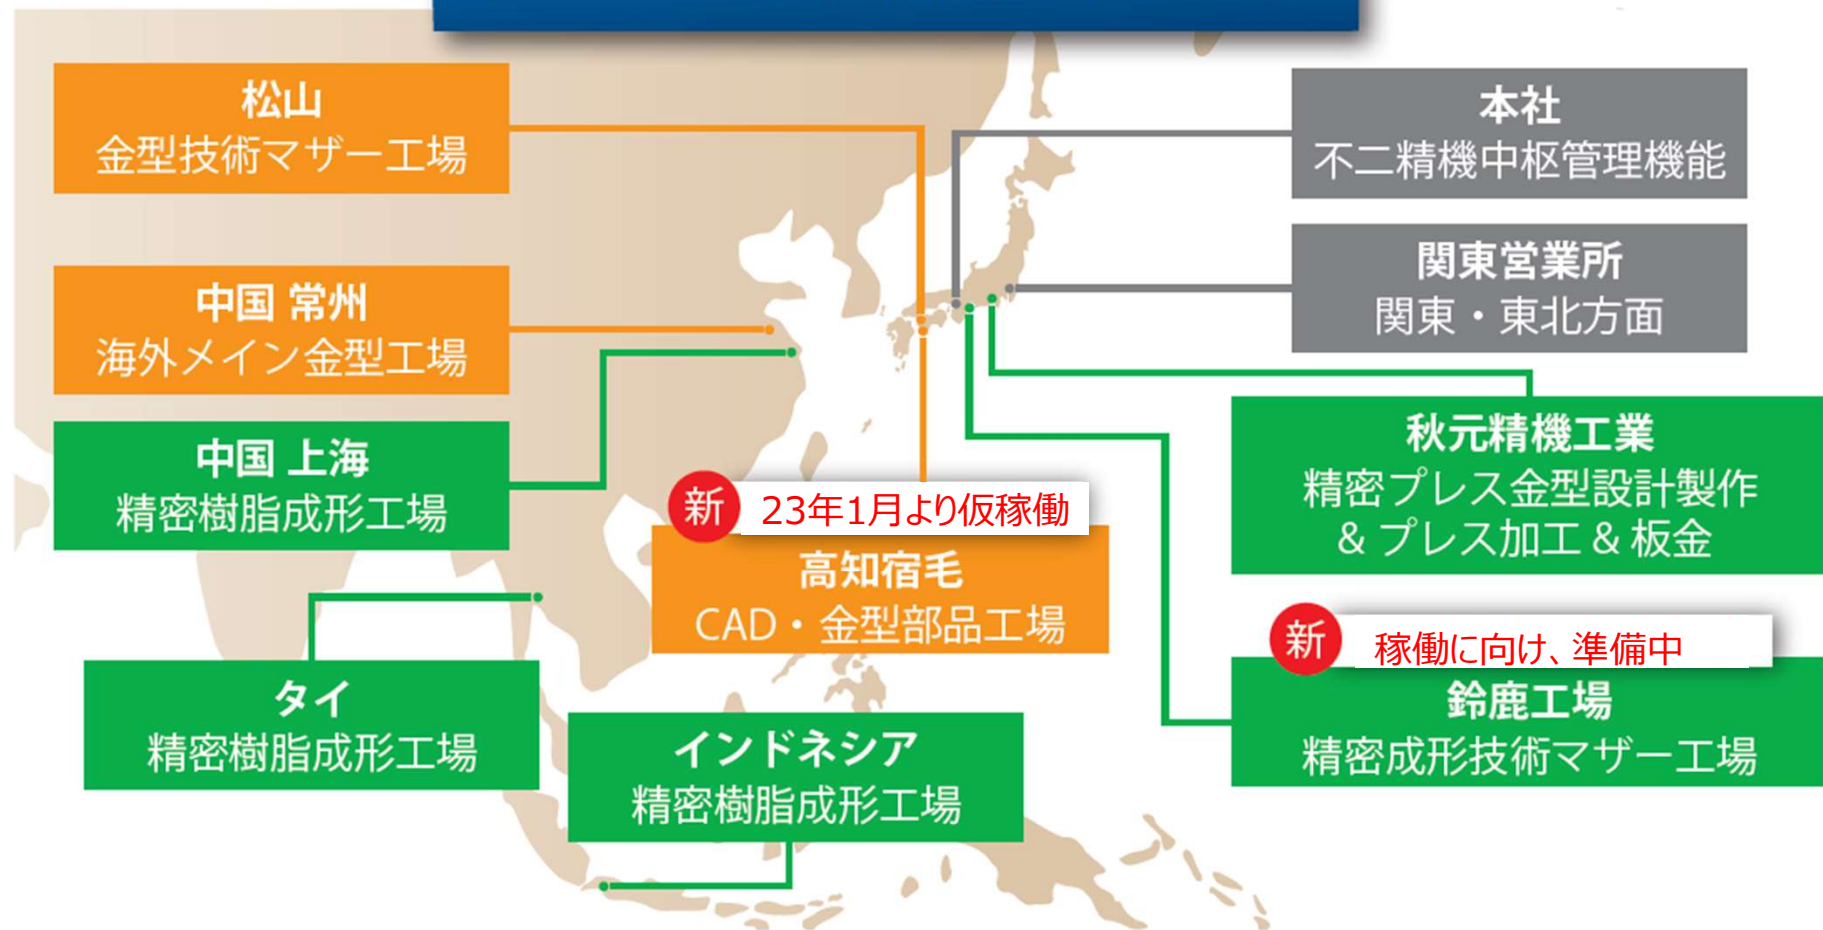 松山
金型技術マザー工場
本社
不二精機中枢管理機能
関東営業所
関東・東北方面
中国 常州
海外メイン金型工場
中国 上海
精密樹脂成形工場
秋元精機工業
精密プレス金型設計製作
& プレス加工 & 板金
新
23年1月より仮稼働
高知宿毛
CAD・金型部品工場
新
稼働に向け、準備中
鈴鹿工場
精密成形技術マザー工場
タイ
精密樹脂成形工場
インドネシア
精密樹脂成形工場